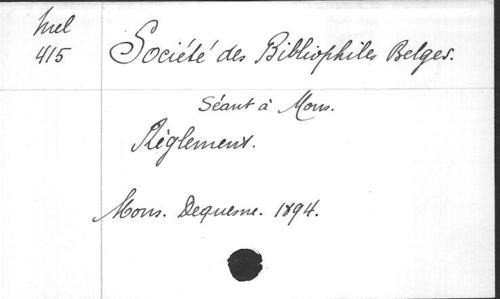 Mel
415
Société des Bibliophiles Belges.
Séant à Mons.
Règlement.
Mons. Dequesne. 1894.